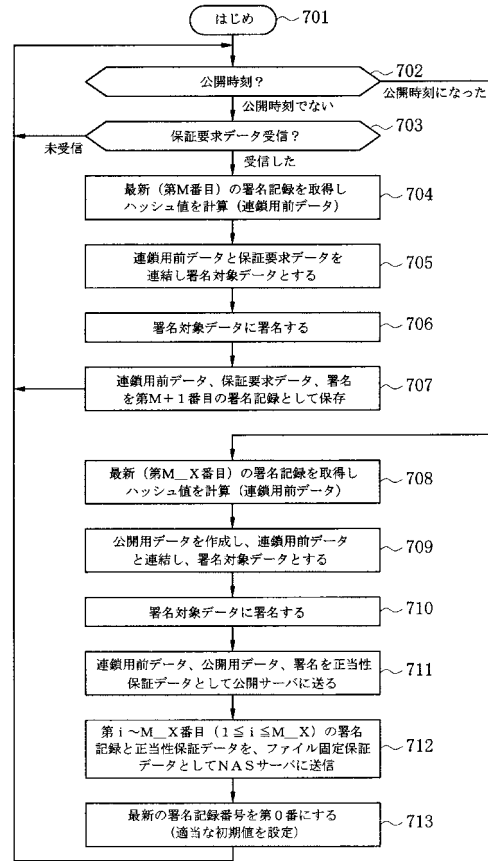 はじめ
701
公開時刻?
702
公開時刻になった
公開時刻でない
保証要求データ受信?
703
未受信
受信した
最新（第M番目）の署名記録を取得し
ハッシュ値を計算（連鎖用前データ）
704
連鎖用前データと保証要求データを
連結し署名対象データとする
705
署名対象データに署名する
706
連鎖用前データ、保証要求データ、署名
を第M+1番目の署名記録として保存
707
最新（第M_X番目）の署名記録を取得し
ハッシュ値を計算（連鎖用前データ）
708
公開用データを作成し、連鎖用前データ
と連結し、署名対象データとする
709
署名対象データに署名する
710
連鎖用前データ、公開用データ、署名を正当性
保証データとして公開サーバに送る
711
第i～M_X番目（1≦i≦M_X）の署名
記録と正当性保証データを、ファイル固定保証
データとしてNASサーバに送信
712
最新の署名記録番号を第0番にする
(適当な初期値を設定)
713